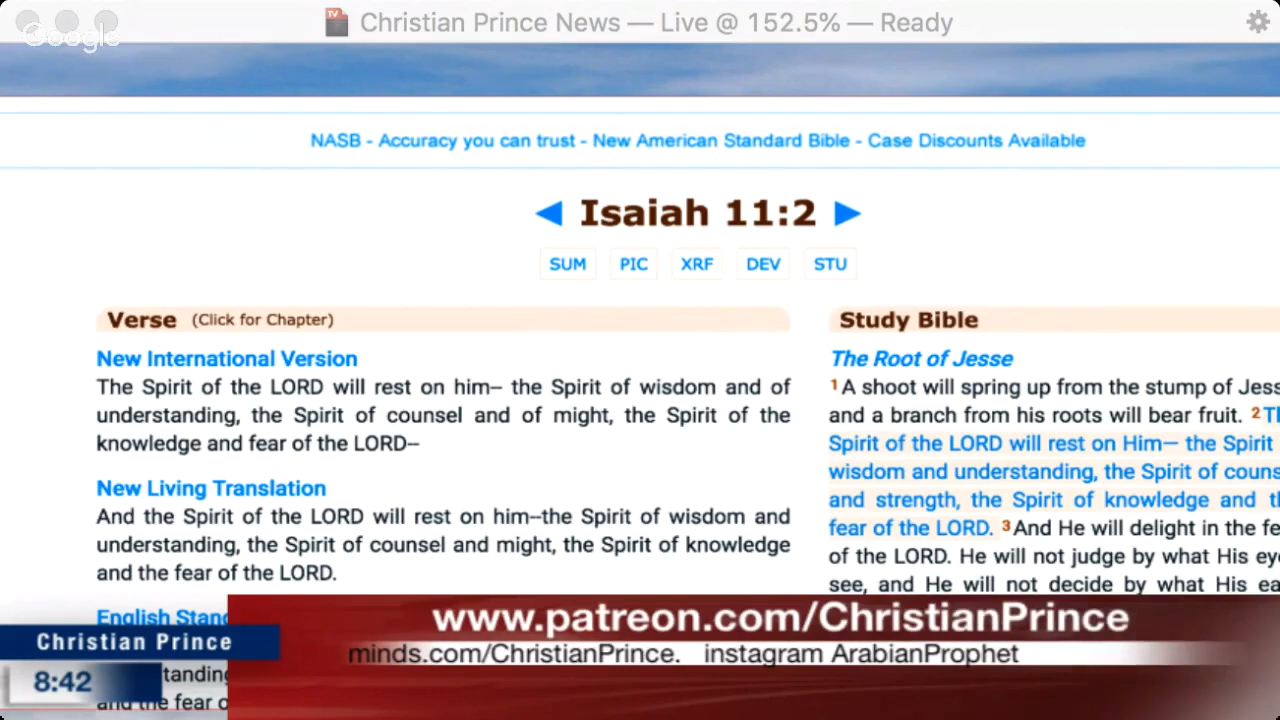 TV Christian Prince News — Live @ 152.5% — Ready
Google
NASB - Accuracy you can trust - New American Standard Bible - Case Discounts Available
Isaiah 11:2
SUM PIC XRF DEV STU
Verse (Click for Chapter)
New International Version
The Spirit of the LORD will rest on him– the Spirit of wisdom and of
understanding, the Spirit of counsel and of might, the Spirit of the
knowledge and fear of the LORD–
New Living Translation
And the Spirit of the LORD will rest on him--the Spirit of wisdom and
understanding, the Spirit of counsel and might, the Spirit of knowledge
and the fear of the LORD.
English Stan
tanding
and the fear o
Study Bible
The Root of Jesse
1 A shoot will spring up from the stump of Jess
and a branch from his roots will bear fruit. 2
Spirit of the LORD will rest on Him— the Spirit
wisdom and understanding, the Spirit of couns
and strength, the Spirit of knowledge and th
fear of the LORD. 3 And He will delight in the fe
of the LORD. He will not judge by what His eye
see, and He will not decide by what His ea
www.patreon.com/ChristianPrince
minds.com/ChristianPrince. instagram ArabianProphet
Christian Prince
8:42